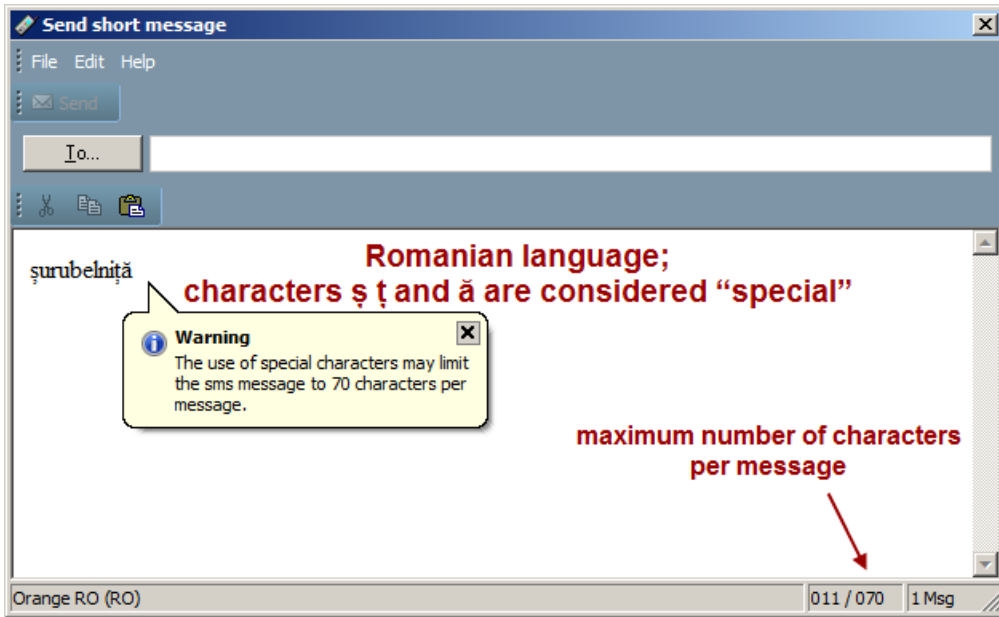 Send short message
File Edit Help
Send
To...
șurubelniță
Romanian language;
characters ș ț and ă are considered “special”
Warning
The use of special characters may limit
the sms message to 70 characters per
message.
maximum number of characters
per message
Orange RO (RO) 011 / 070 1 Msg